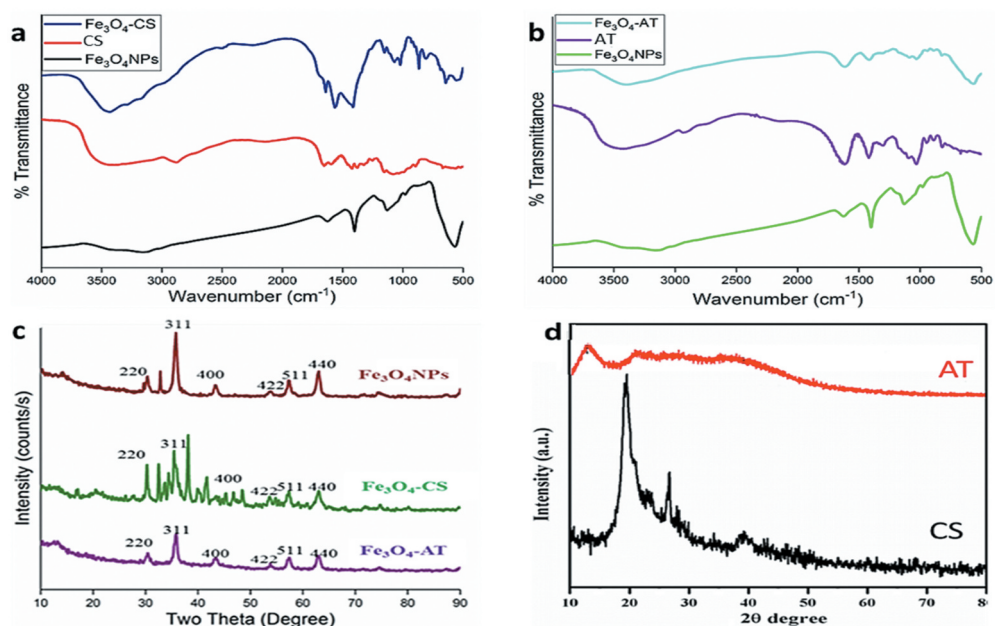 a
Fe₃O₄-CS
CS
Fe₃O₄NPs
% Transmittance
4000 3500 3000 2500 2000 1500 1000 500
Wavenumber (cm⁻¹)
b
Fe₃O₄-AT
AT
Fe₃O₄NPs
% Transmittance
4000 3500 3000 2500 2000 1500 1000 500
Wavenumber (cm⁻¹)
c
311
220 400 422 511 440
Fe₃O₄NPs
311
220 400 422 511 440
Fe₃O₄-CS
311
220 400 422 511 440
Fe₃O₄-AT
Intensity (counts/s)
10 20 30 40 50 60 70 80 90
Two Theta (Degree)
d
AT
CS
Intensity (a.u.)
10 20 30 40 50 60 70 80
2θ degree